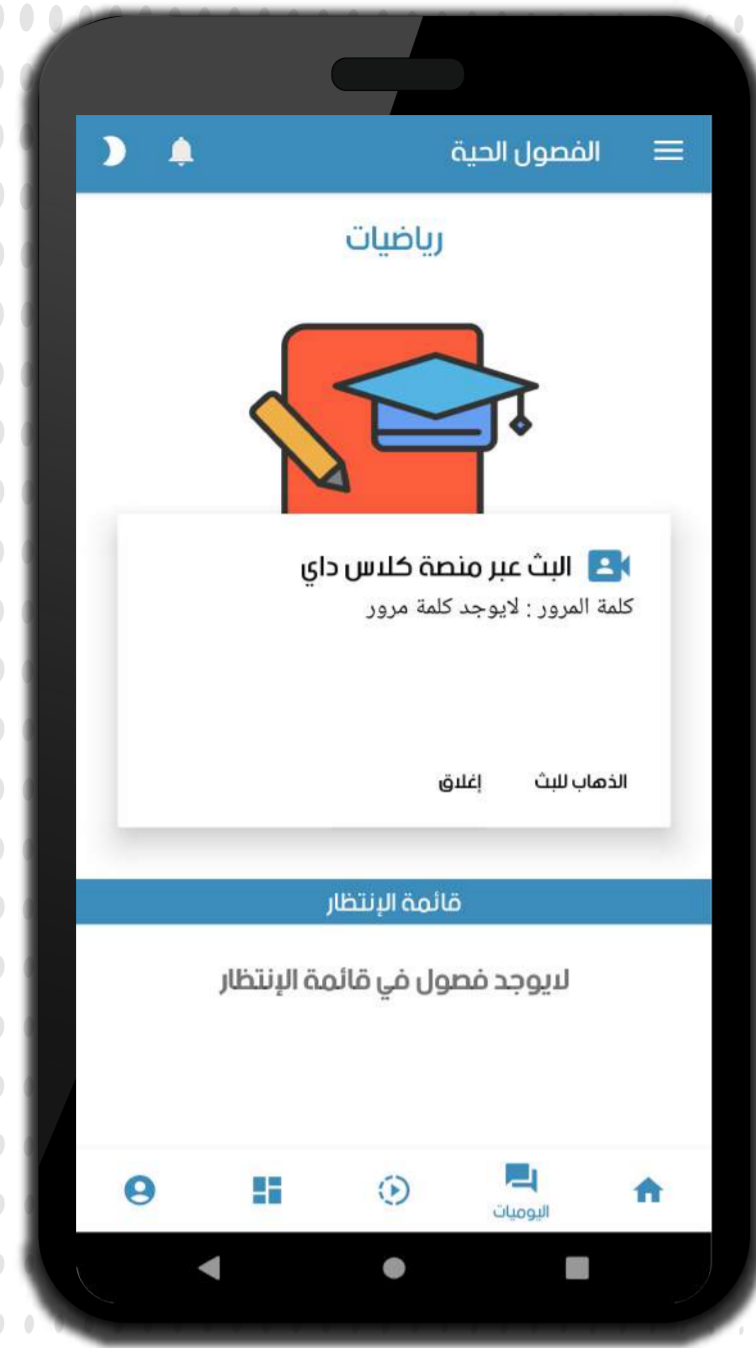 الفصول الحية
رياضيات
البث عبر منصة كلاس داي
كلمة المرور : لايوجد كلمة مرور
الذهاب للبث
إغلاق
قائمة الإنتظار
لايوجد فصول في قائمة الإنتظار
اليوميات